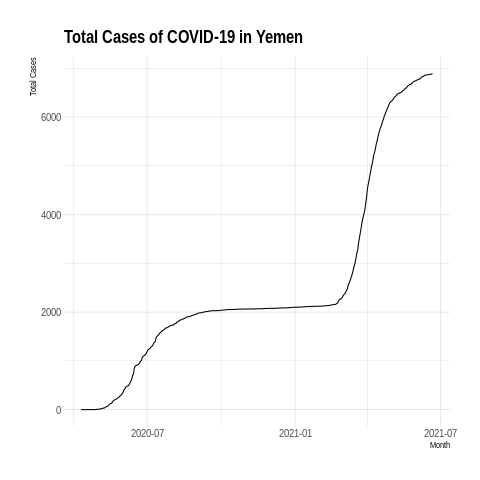 Total Cases of COVID-19 in Yemen
Total Cases
6000
4000
2000
0
2020-07
2021-01
2021-07
Month